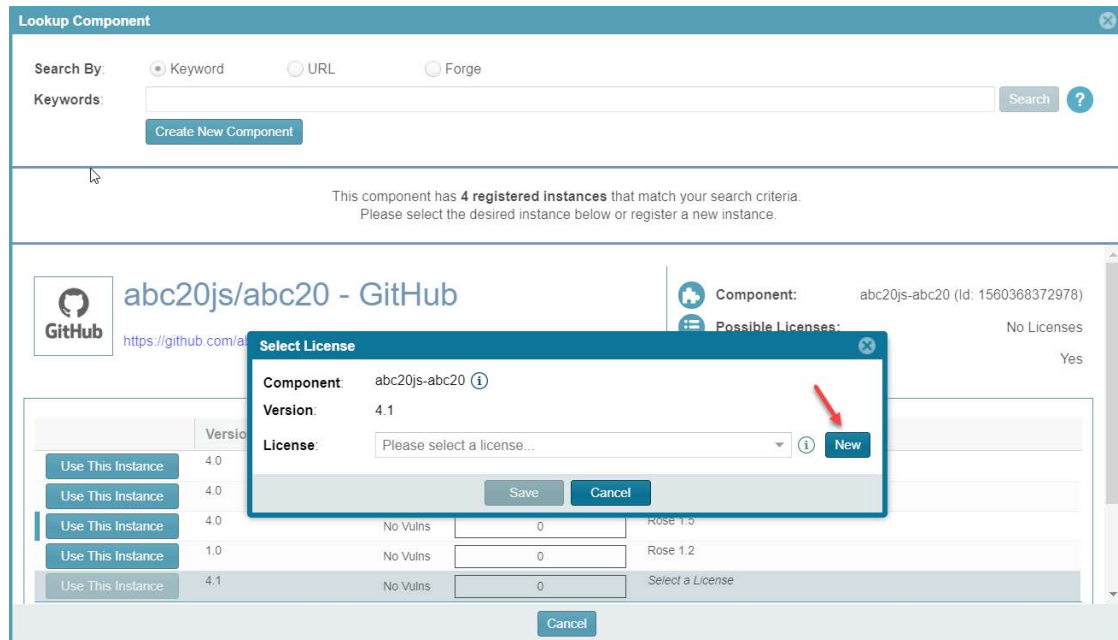 Lookup Component
Search By: Keyword URL Forge
Keywords: Search ?
Create New Component
This component has 4 registered instances that match your search criteria.
Please select the desired instance below or register a new instance.
GitHub
abc20js/abc20 - GitHub
https://github.com/ab
Component: abc20js-abc20 (Id: 1560368372978)
Possible Licenses: No Licenses
Yes
Select License
Component: abc20js-abc20 i
Version: 4.1
License: Please select a license... i New
Save Cancel
Versio
Use This Instance 4.0
Use This Instance 4.0
Use This Instance 4.0 No Vulns 0 Rose 1.5
Use This Instance 1.0 No Vulns 0 Rose 1.2
Use This Instance 4.1 No Vulns 0 Select a License
Cancel